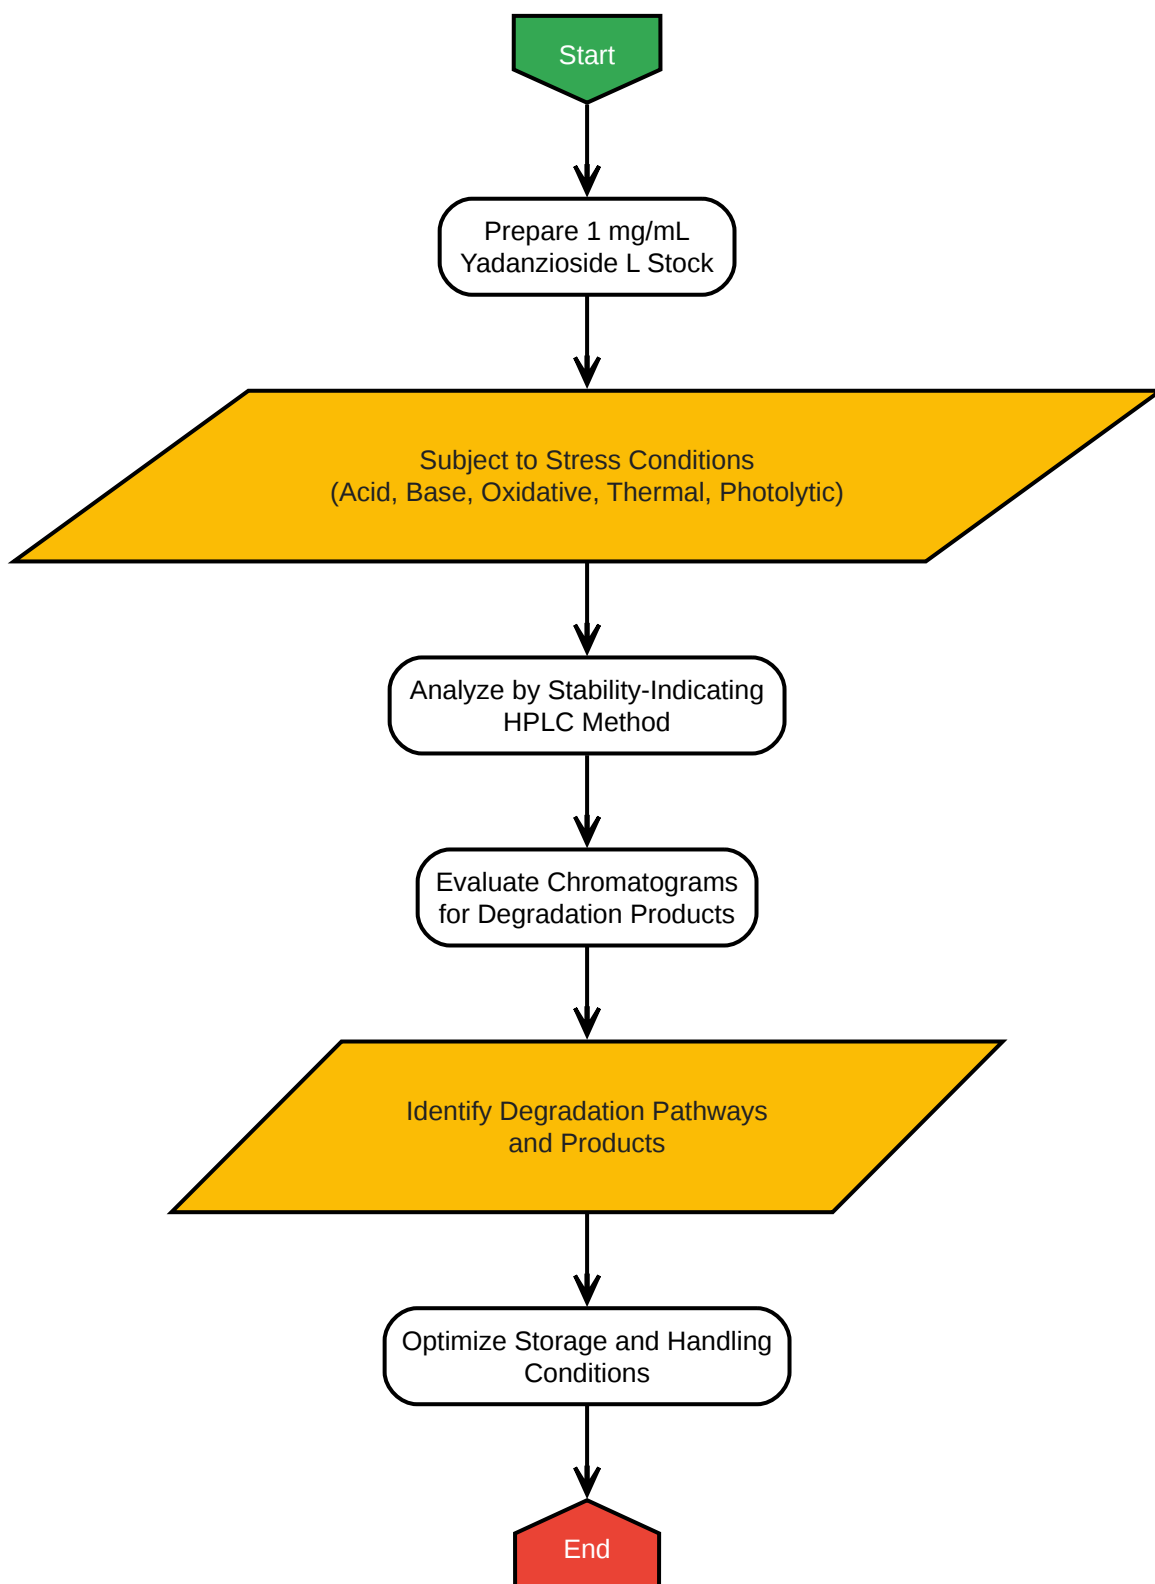 Start
Prepare 1 mg/mL
Yadanzioside L Stock
Subject to Stress Conditions
(Acid, Base, Oxidative, Thermal, Photolytic)
Analyze by Stability-Indicating
HPLC Method
Evaluate Chromatograms
for Degradation Products
Identify Degradation Pathways
and Products
Optimize Storage and Handling
Conditions
End